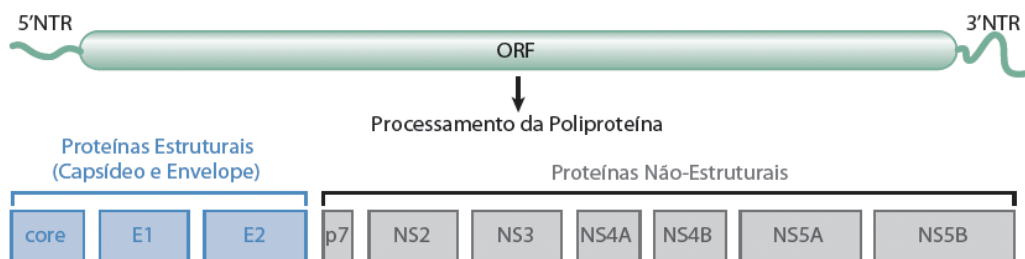 5'NTR
3'NTR
ORF
Processamento da Poliproteína
Proteínas Estruturais
(Capsídeo e Envelope)
Proteínas Não-Estruturais
core E1 E2 p7 NS2 NS3 NS4A NS4B NS5A NS5B